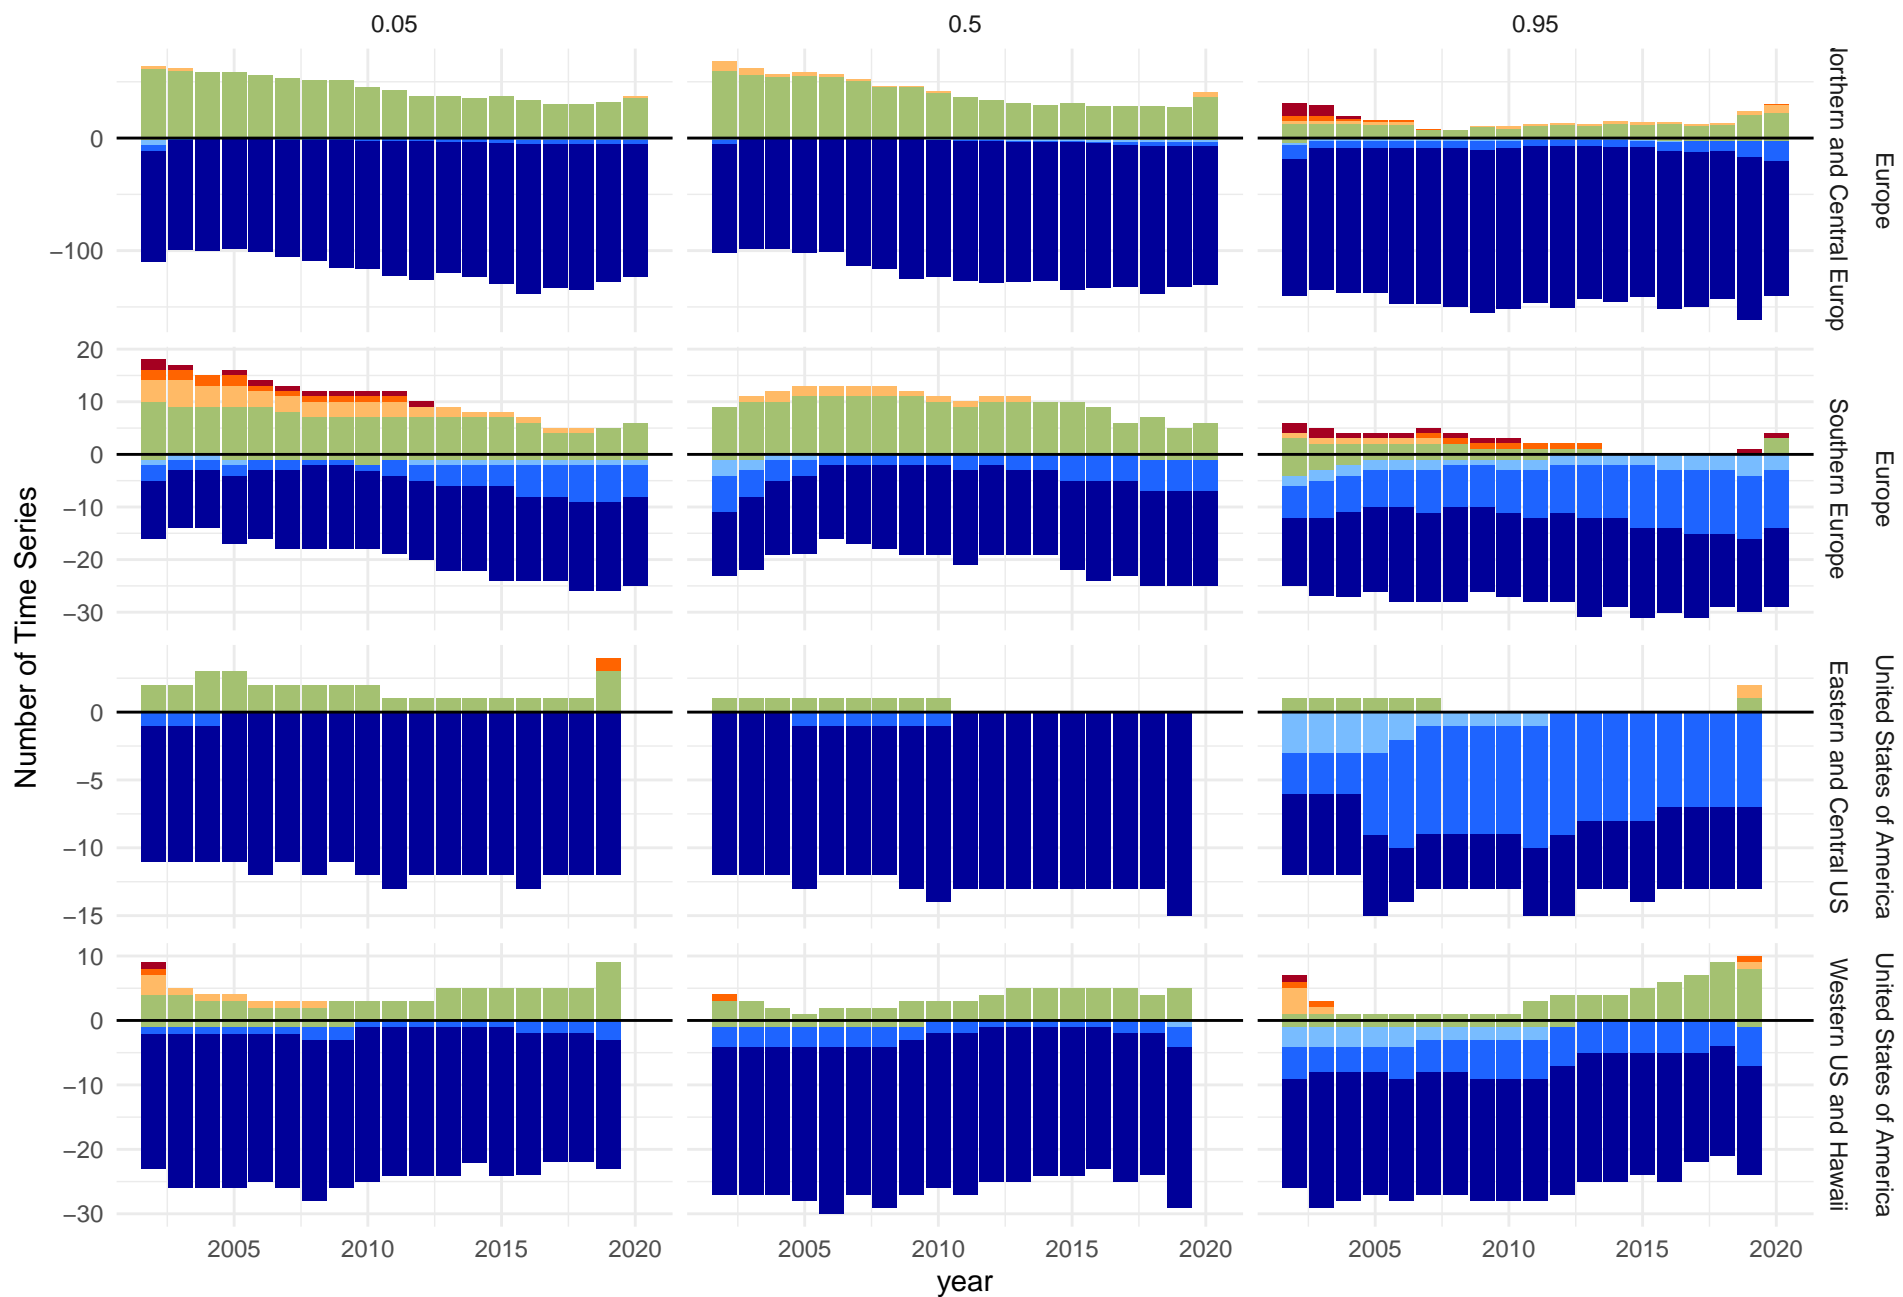 0.05 0.5 0.95
0
−100
orthern and Central Europ
Europe
20
10
0
−10
−20
−30
Southern Europe
Europe
0
−5
−10
−15
Eastern and Central US
United States of America
10
0
−10
−20
−30
Western US and Hawaii
United States of America
Number of Time Series
2005 2010 2015 2020 2005 2010 2015 2020 2005 2010 2015 2020
year